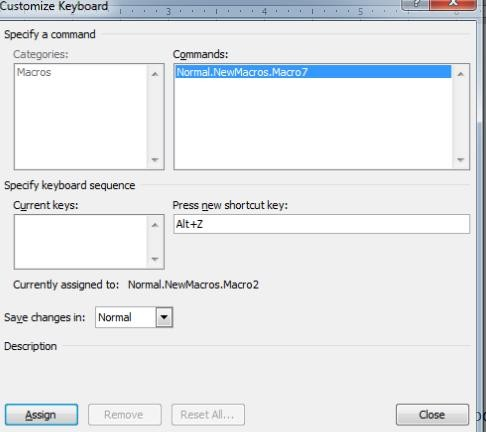 Customize Keyboard
Specify a command
Categories:
Commands:
Macros
Normal.NewMacros.Macro7
Specify keyboard sequence
Current keys:
Press new shortcut key:
Alt+Z
Currently assigned to: Normal.NewMacros.Macro2
Save changes in: Normal
Description
Assign
Remove
Reset All...
Close